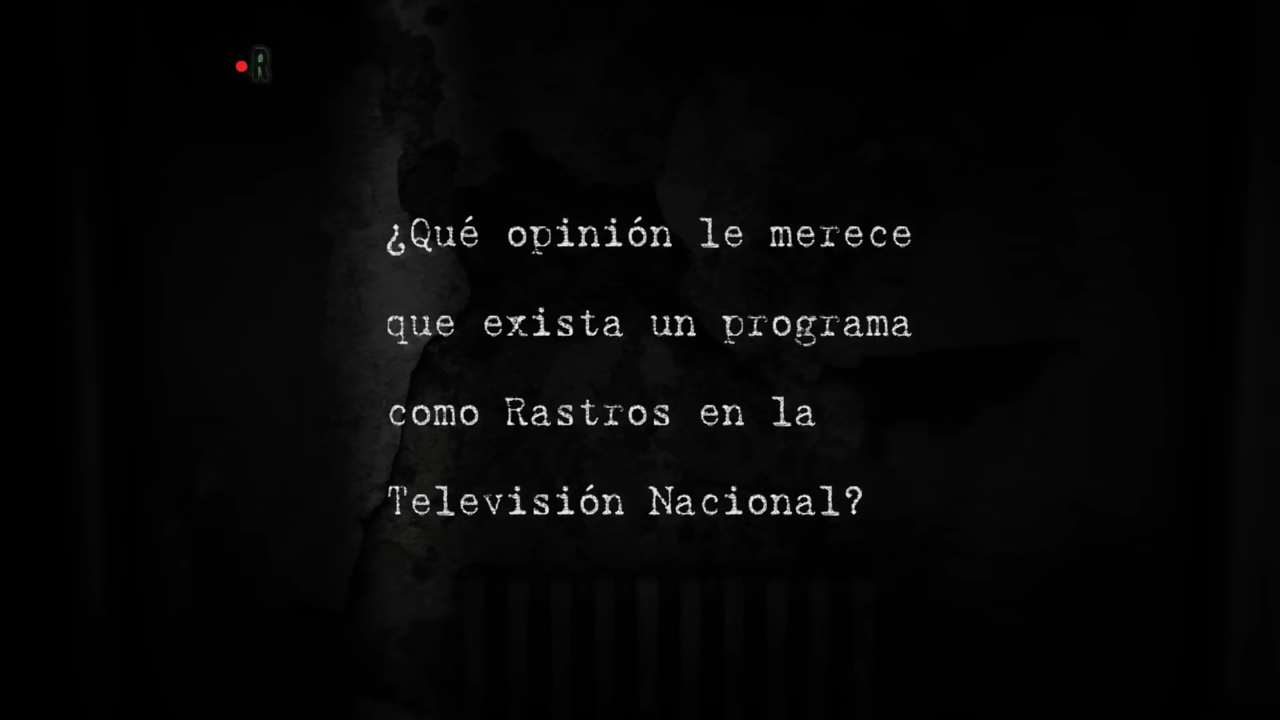 ¿Qué opinión le merece
que exista un programa
como Rastros en la
Televisión Nacional?